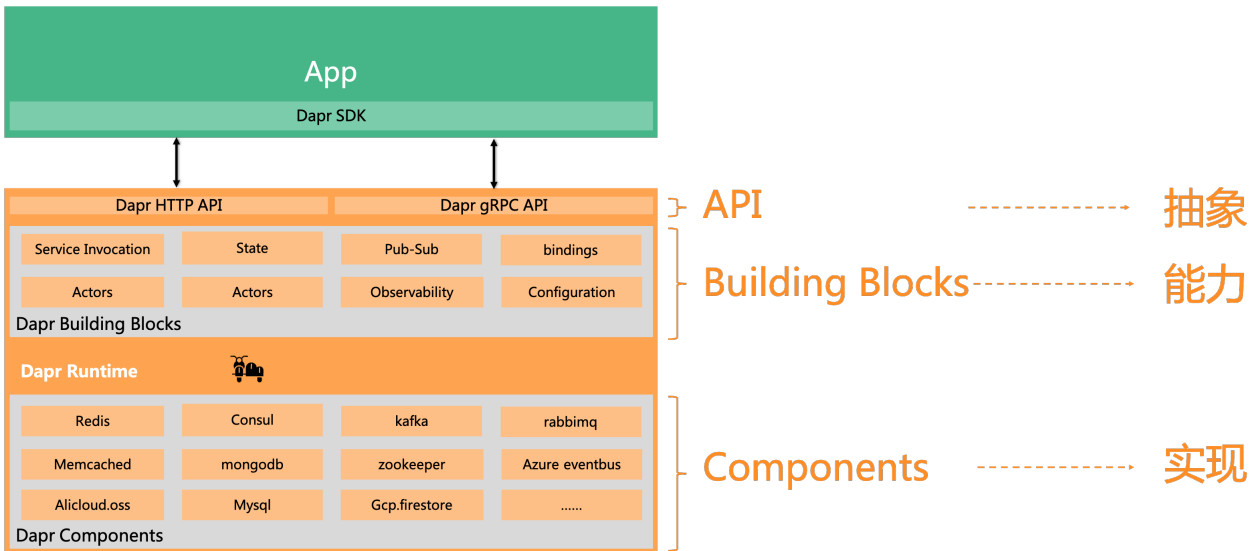 App
Dapr SDK
Dapr HTTP API
Dapr gRPC API
API
抽象
Service Invocation
State
Pub-Sub
bindings
Actors
Actors
Observability
Configuration
Dapr Building Blocks
Building Blocks
能力
Dapr Runtime
Redis
Consul
kafka
rabbimq
Memcached
mongodb
zookeeper
Azure eventbus
Alicloud.oss
Mysql
Gcp.firestore
......
Dapr Components
Components
实现